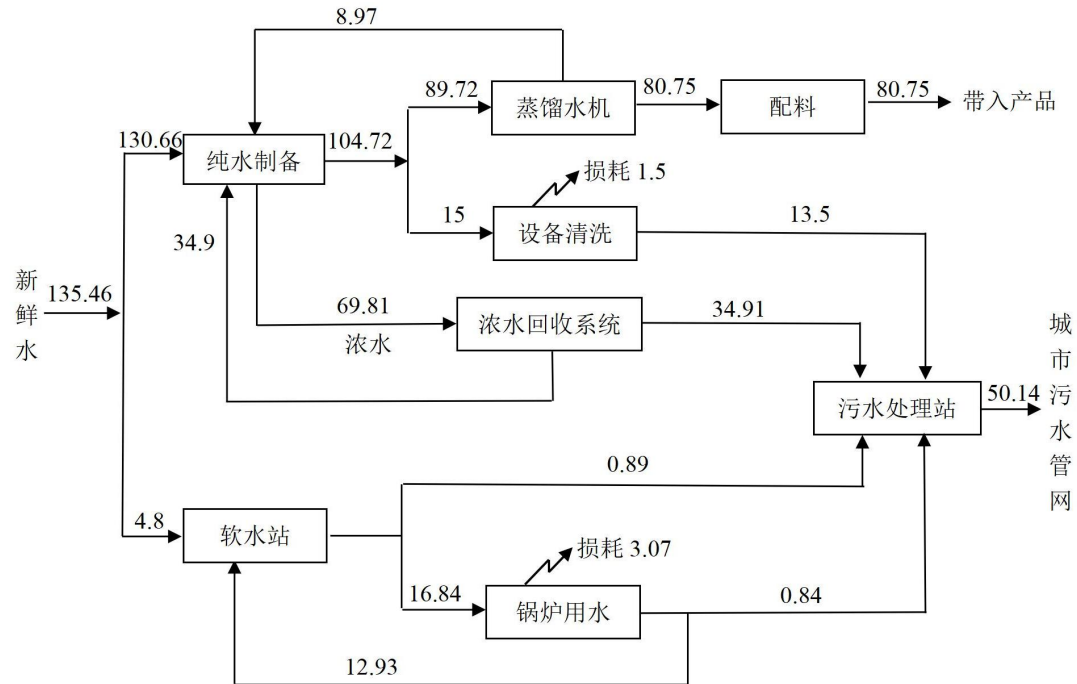 8.97
89.72
蒸馏水机
80.75
配料
80.75
带入产品
130.66
纯水制备
104.72
损耗 1.5
15
设备清洗
13.5
34.9
新鲜水
135.46
69.81
浓水
浓水回收系统
34.91
污水处理站
50.14
城市污水管网
0.89
4.8
软水站
损耗 3.07
16.84
锅炉用水
0.84
12.93